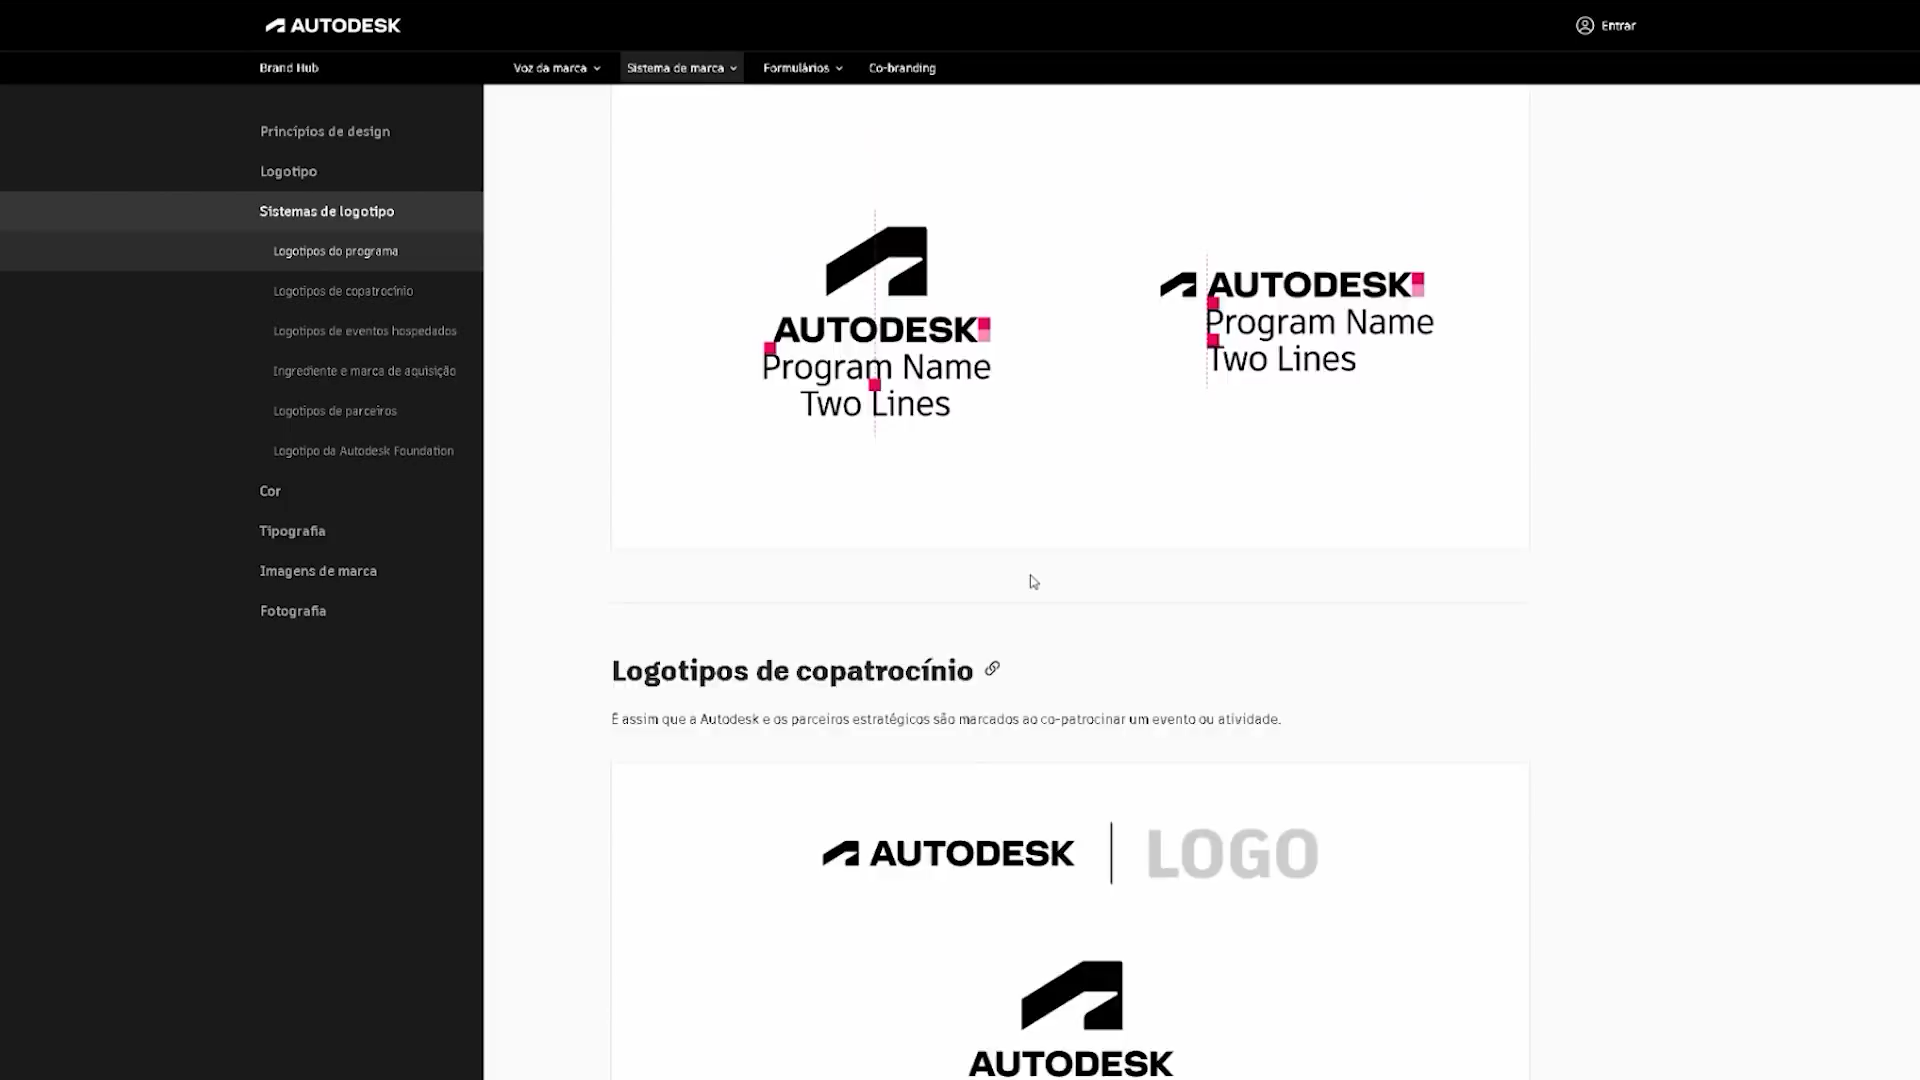 AUTODESK
Entrar
Brand Hub
Voz da marca
Sistema de marca
Formulários
Co-branding
Princípios de design
Logotipo
Sistemas de logotipo
Logotipos do programa
Logotipos de copatrocínio
Logotipos de eventos hospedados
Ingrediente e marca de aquisição
Logotipos de parceiros
Logotipo da Autodesk Foundation
Cor
Tipografia
Imagens de marca
Fotografia
AUTODESK
Program Name
Two Lines
AUTODESK
Program Name
Two Lines
Logotipos de copatrocínio
É assim que a Autodesk e os parceiros estratégicos são marcados ao co-patrocinar um evento ou atividade.
AUTODESK
LOGO
AUTODESK